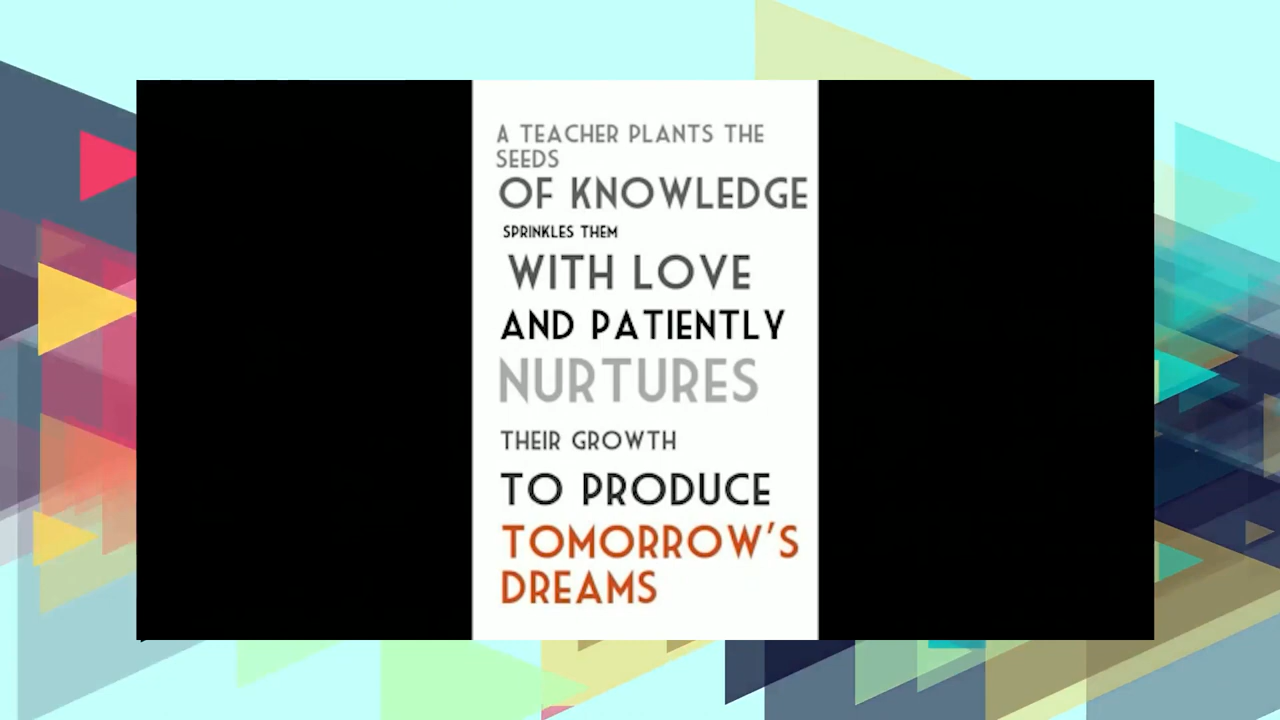 A TEACHER PLANTS THE
SEEDS
OF KNOWLEDGE
SPRINKLES THEM
WITH LOVE
AND PATIENTLY
NURTURES
THEIR GROWTH
TO PRODUCE
TOMORROW'S
DREAMS